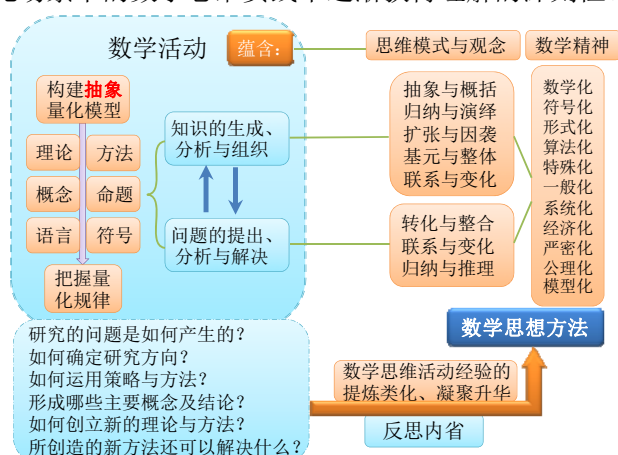 数学活动
蕴含：
思维模式与观念
数学精神
构建抽象
量化模型
理论
方法
概念
命题
语言
符号
把握量
化规律
知识的生成、
分析与组织
问题的提出、
分析与解决
抽象与概括
归纳与演绎
扩张与因袭
基元与整体
联系与变化
转化与整合
联系与变化
归纳与推理
数学化
符号化
形式化
算法化
特殊化
一般化
系统化
经济化
严密化
公理化
模型化
数学思想方法
研究的问题是如何产生的？
如何确定研究方向？
如何运用策略与方法？
形成哪些主要概念及结论？
如何创立新的理论与方法？
所创造的新方法还可以解决什么？
数学思维活动经验的
提炼类化、凝聚升华
反思内省